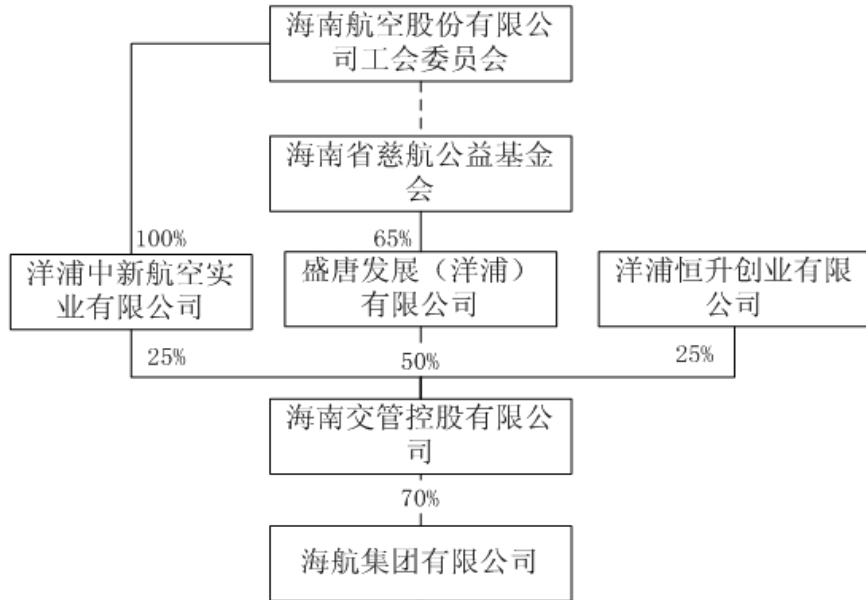 海南航空股份有限公
司工会委员会
海南省慈航公益基金
会
100%
65%
洋浦中新航空实
业有限公司
盛唐发展（洋浦）
有限公司
洋浦恒升创业有限
公司
25%
50%
25%
海南交管控股有限公
司
70%
海航集团有限公司